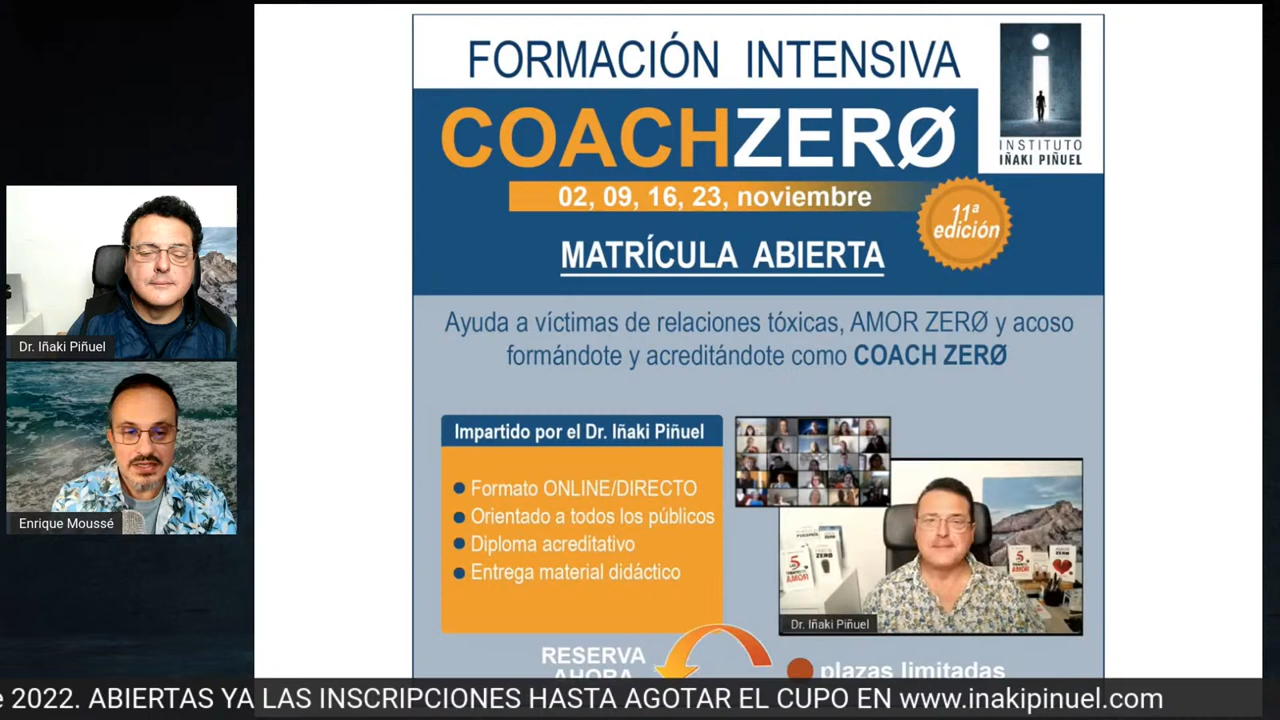 FORMACIÓN INTENSIVA
COACHZERØ
INSTITUTO
IÑAKI PIÑUEL
02, 09, 16, 23, noviembre
11ª
edición
MATRÍCULA ABIERTA
Ayuda a víctimas de relaciones tóxicas, AMOR ZERØ y acoso
formándote y acreditándote como COACH ZERØ
Impartido por el Dr. Iñaki Piñuel
Formato ONLINE/DIRECTO
Orientado a todos los públicos
Diploma acreditativo
Entrega material didáctico
Dr. Iñaki Piñuel
RESERVA
AHORA
plazas limitadas
Dr. Iñaki Piñuel
Enrique Moussé
e 2022. ABIERTAS YA LAS INSCRIPCIONES HASTA AGOTAR EL CUPO EN www.inakipinuel.com